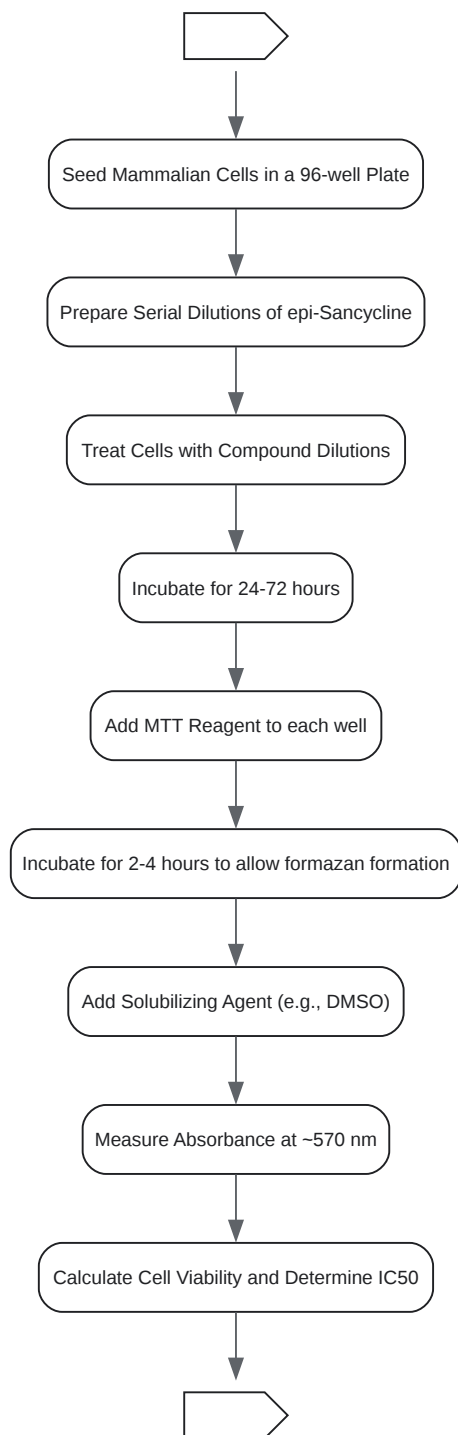 Seed Mammalian Cells in a 96-well Plate
Prepare Serial Dilutions of epi-Sancycline
Treat Cells with Compound Dilutions
Incubate for 24-72 hours
Add MTT Reagent to each well
Incubate for 2-4 hours to allow formazan formation
Add Solubilizing Agent (e.g., DMSO)
Measure Absorbance at ~570 nm
Calculate Cell Viability and Determine IC50